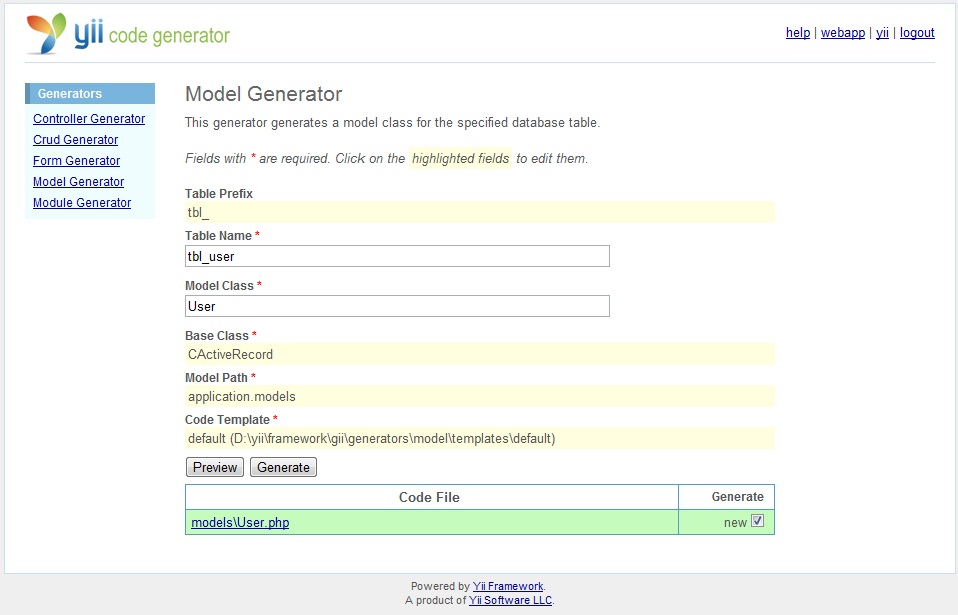 yii code generator
help | webapp | yii | logout
Generators
Controller Generator
Crud Generator
Form Generator
Model Generator
Module Generator
Model Generator
This generator generates a model class for the specified database table.
Fields with * are required. Click on the highlighted fields to edit them.
Table Prefix
tbl_
Table Name *
tbl_user
Model Class *
User
Base Class *
CActiveRecord
Model Path *
application.models
Code Template *
default (D:\yii\framework\gii\generators\model\templates\default)
Preview Generate
Code File Generate
models\User.php new
Powered by Yii Framework.
A product of Yii Software LLC.